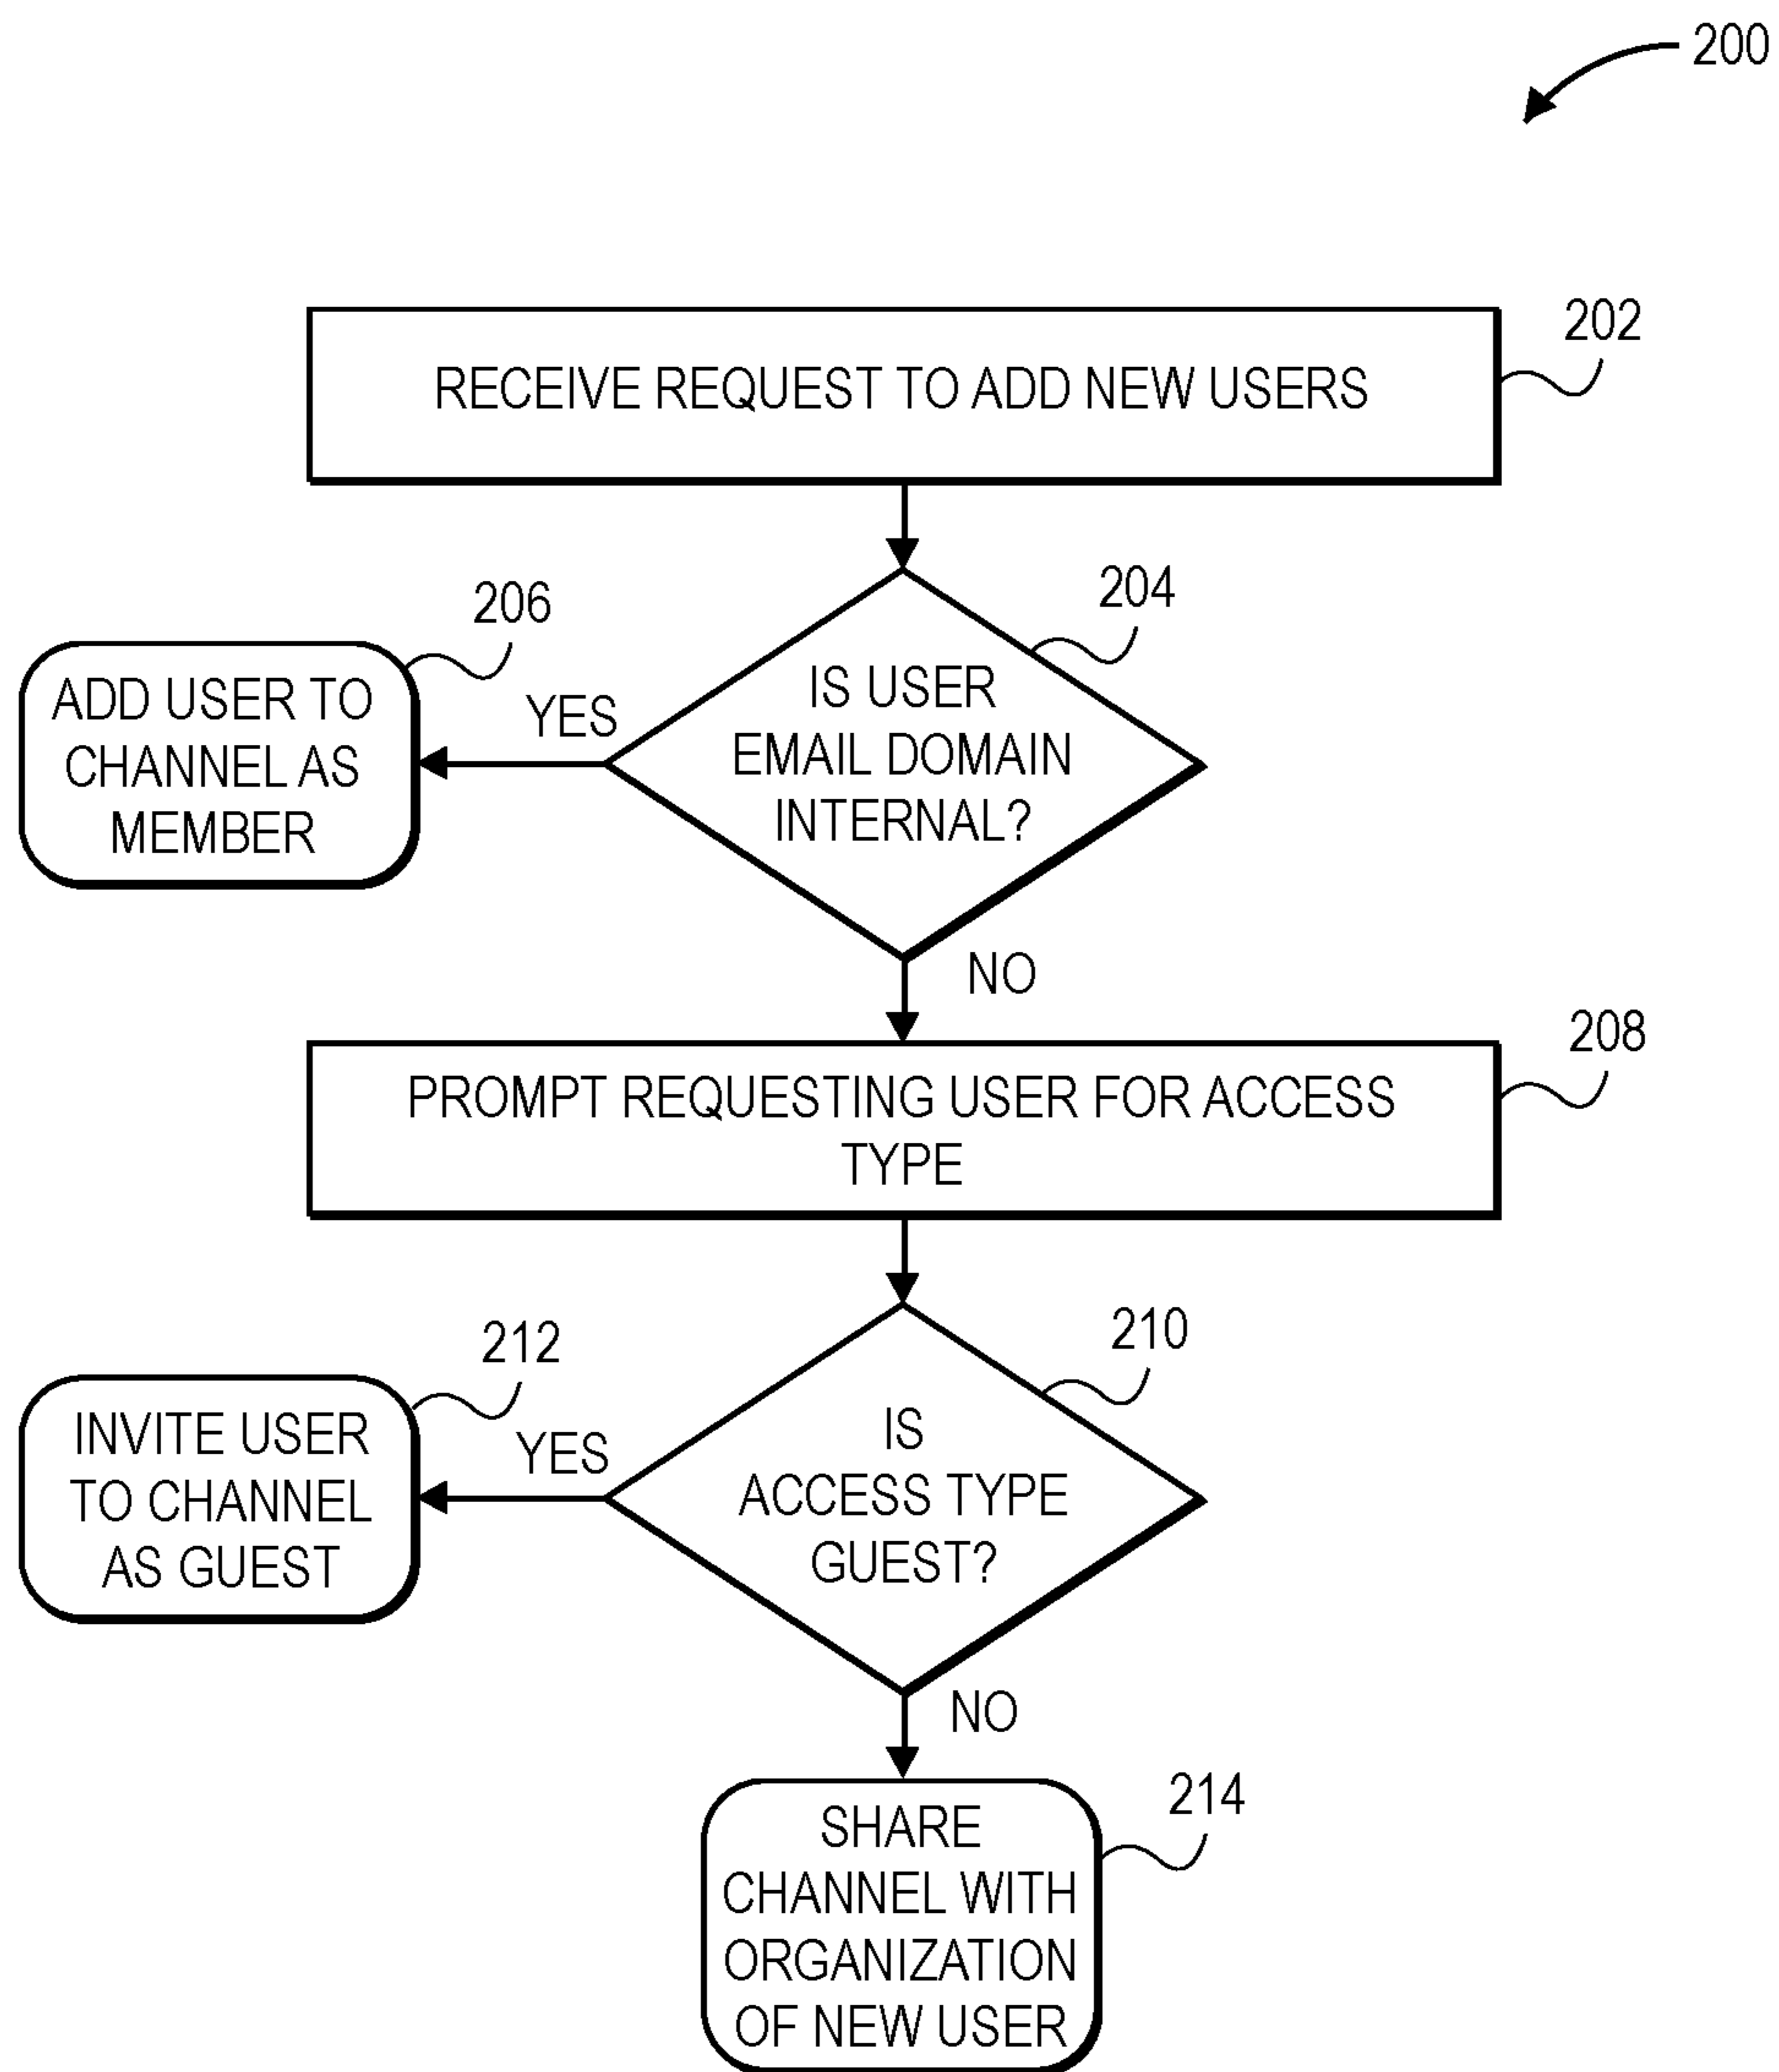 200
202
RECEIVE REQUEST TO ADD NEW USERS
204
206
IS USER
EMAIL DOMAIN
INTERNAL?
YES
ADD USER TO
CHANNEL AS
MEMBER
NO
208
PROMPT REQUESTING USER FOR ACCESS
TYPE
210
212
IS
ACCESS TYPE
GUEST?
YES
INVITE USER
TO CHANNEL
AS GUEST
NO
214
SHARE
CHANNEL WITH
ORGANIZATION
OF NEW USER